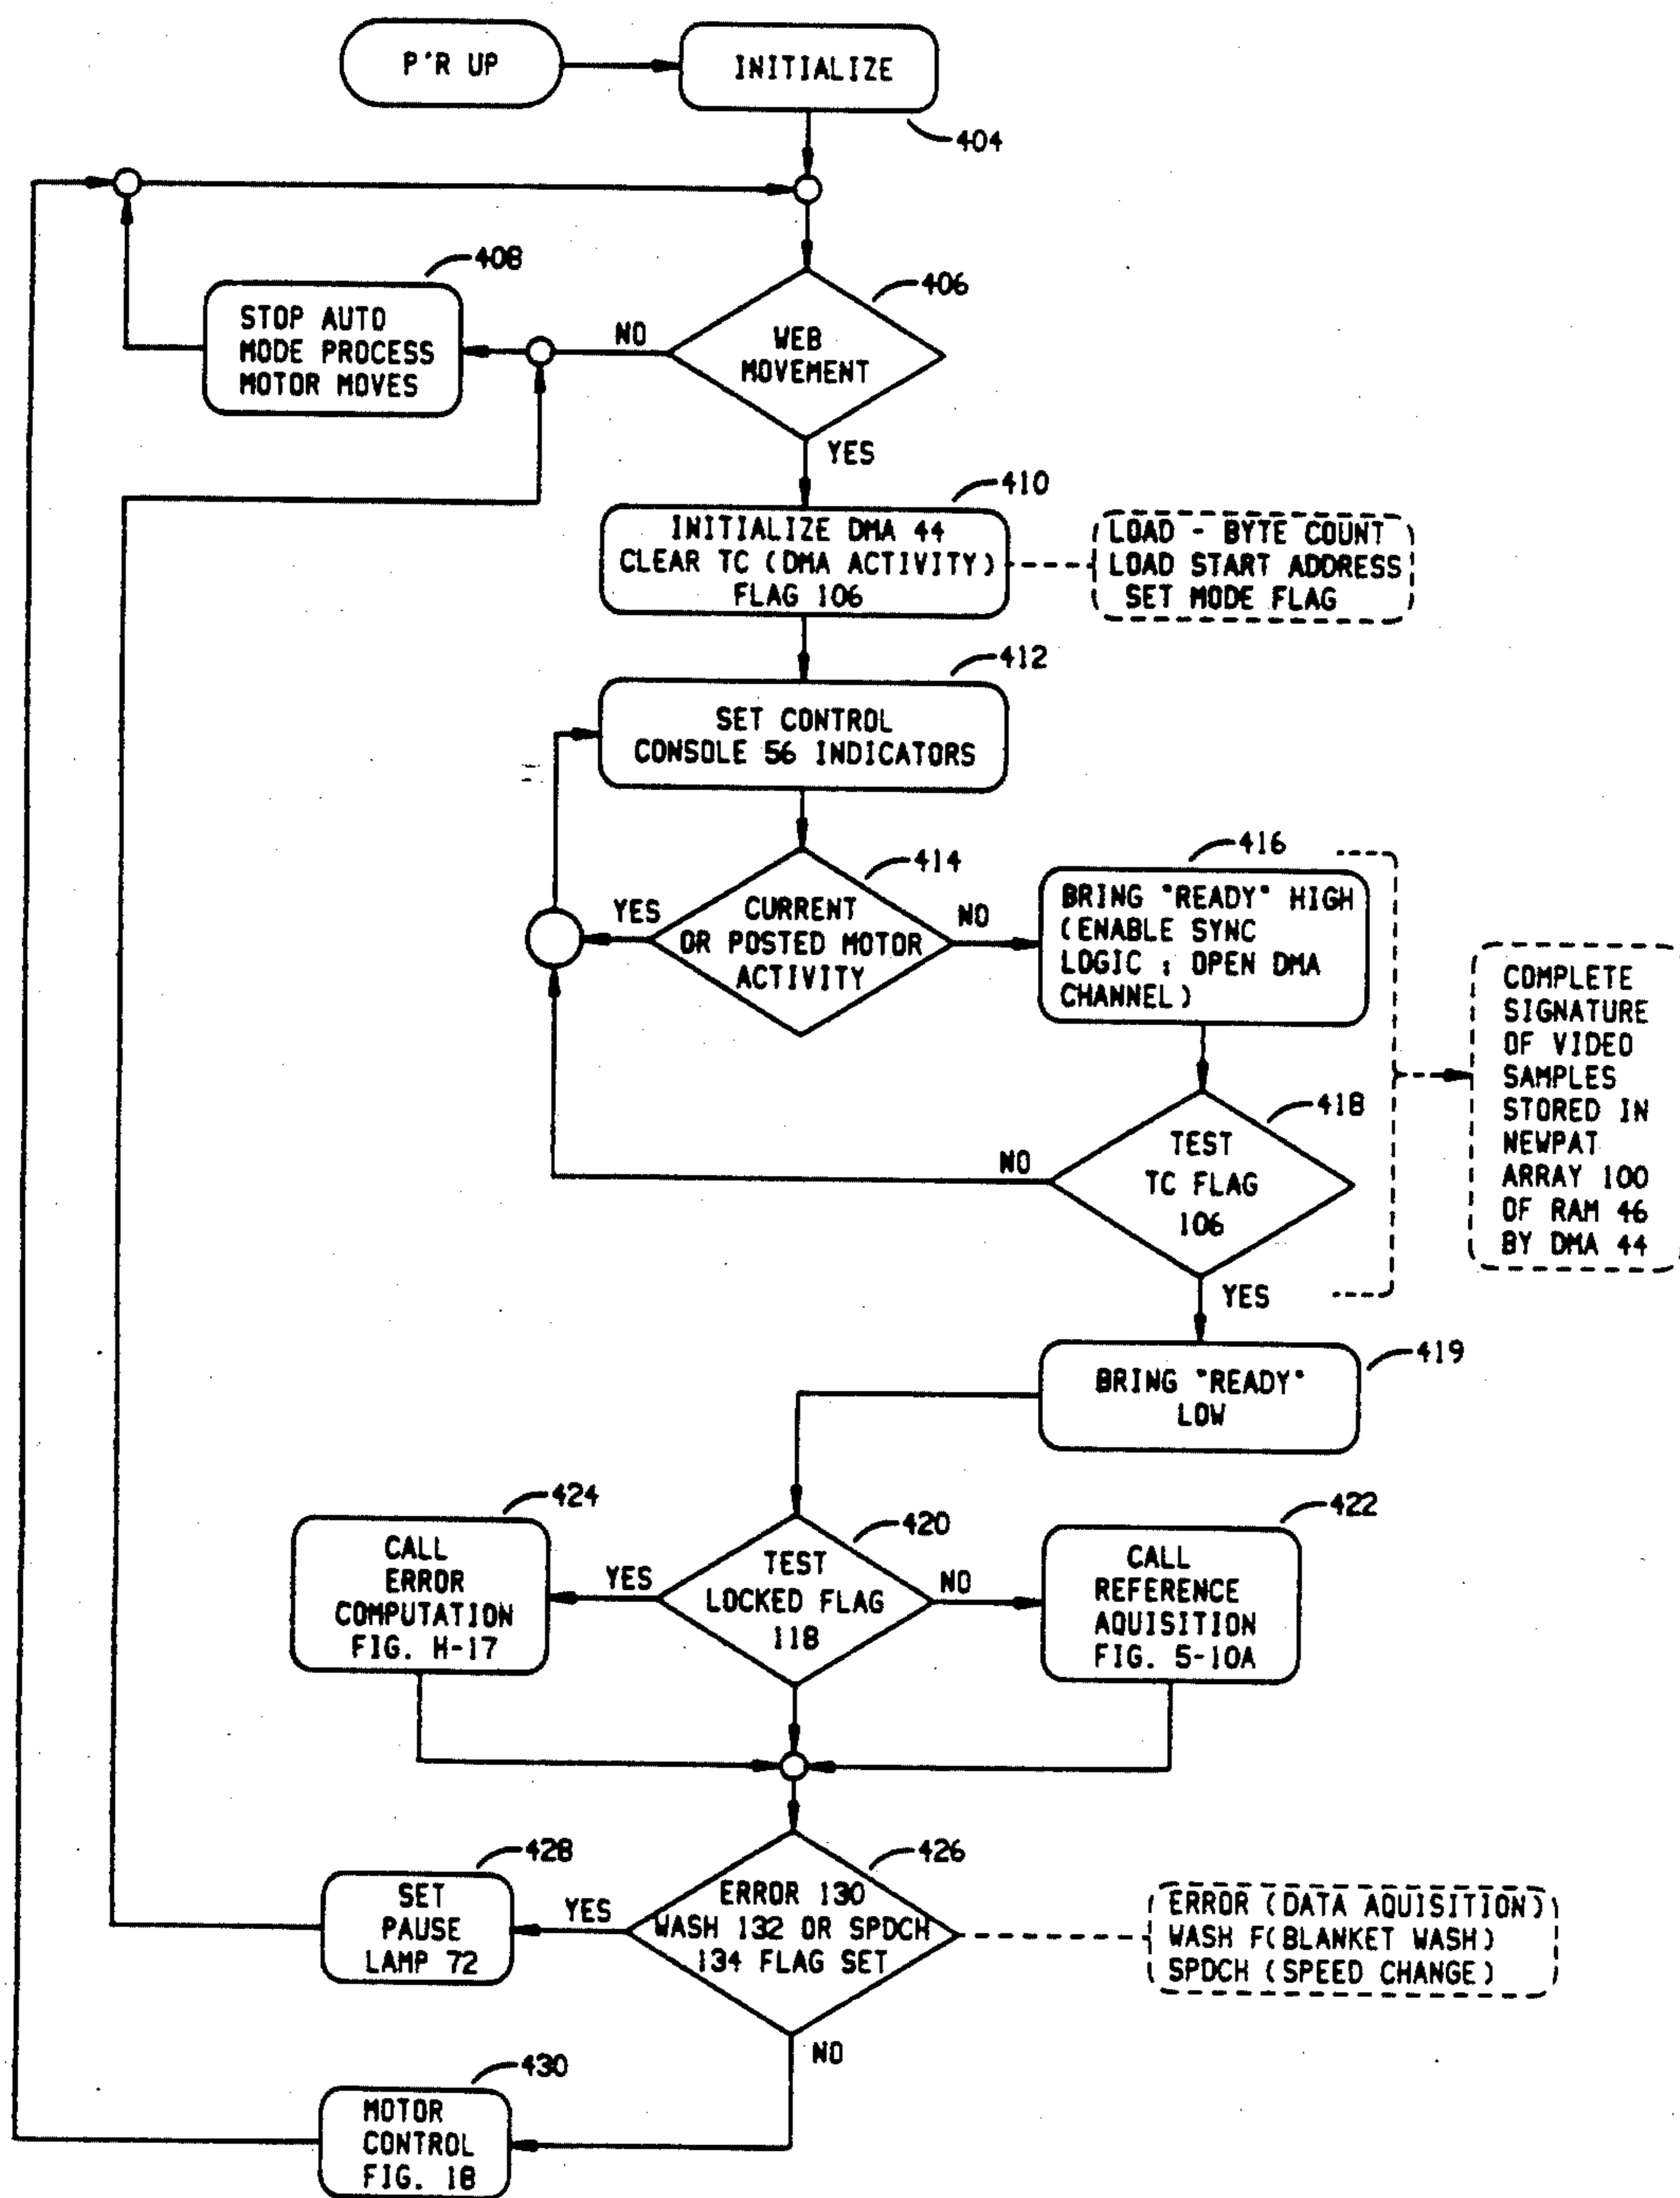 P'R UP
INITIALIZE
404
408
406
STOP AUTO
MODE PROCESS
MOTOR MOVES
NO
WEB
MOVEMENT
YES
410
INITIALIZE DMA 44
CLEAR TC (DMA ACTIVITY)
FLAG 106
LOAD - BYTE COUNT
LOAD START ADDRESS
SET MODE FLAG
412
SET CONTROL
CONSOLE 56 INDICATORS
414
YES
CURRENT
OR POSTED MOTOR
ACTIVITY
NO
416
BRING "READY" HIGH
(ENABLE SYNC
LOGIC ; OPEN DMA
CHANNEL)
COMPLETE
SIGNATURE
OF VIDEO
SAMPLES
STORED IN
NEWPAT
ARRAY 100
OF RAM 46
BY DMA 44
418
NO
TEST
TC FLAG
106
YES
419
BRING "READY"
LOW
424
CALL
ERROR
COMPUTATION
FIG. H-17
420
YES
TEST
LOCKED FLAG
118
NO
422
CALL
REFERENCE
AQUISITION
FIG. 5-10A
428
SET
PAUSE
LAMP 72
YES
426
ERROR 130
WASH 132 OR SPDCH
134 FLAG SET
ERROR (DATA AQUISITION)
WASH F(BLANKET WASH)
SPDCH (SPEED CHANGE)
NO
430
MOTOR
CONTROL
FIG. 18